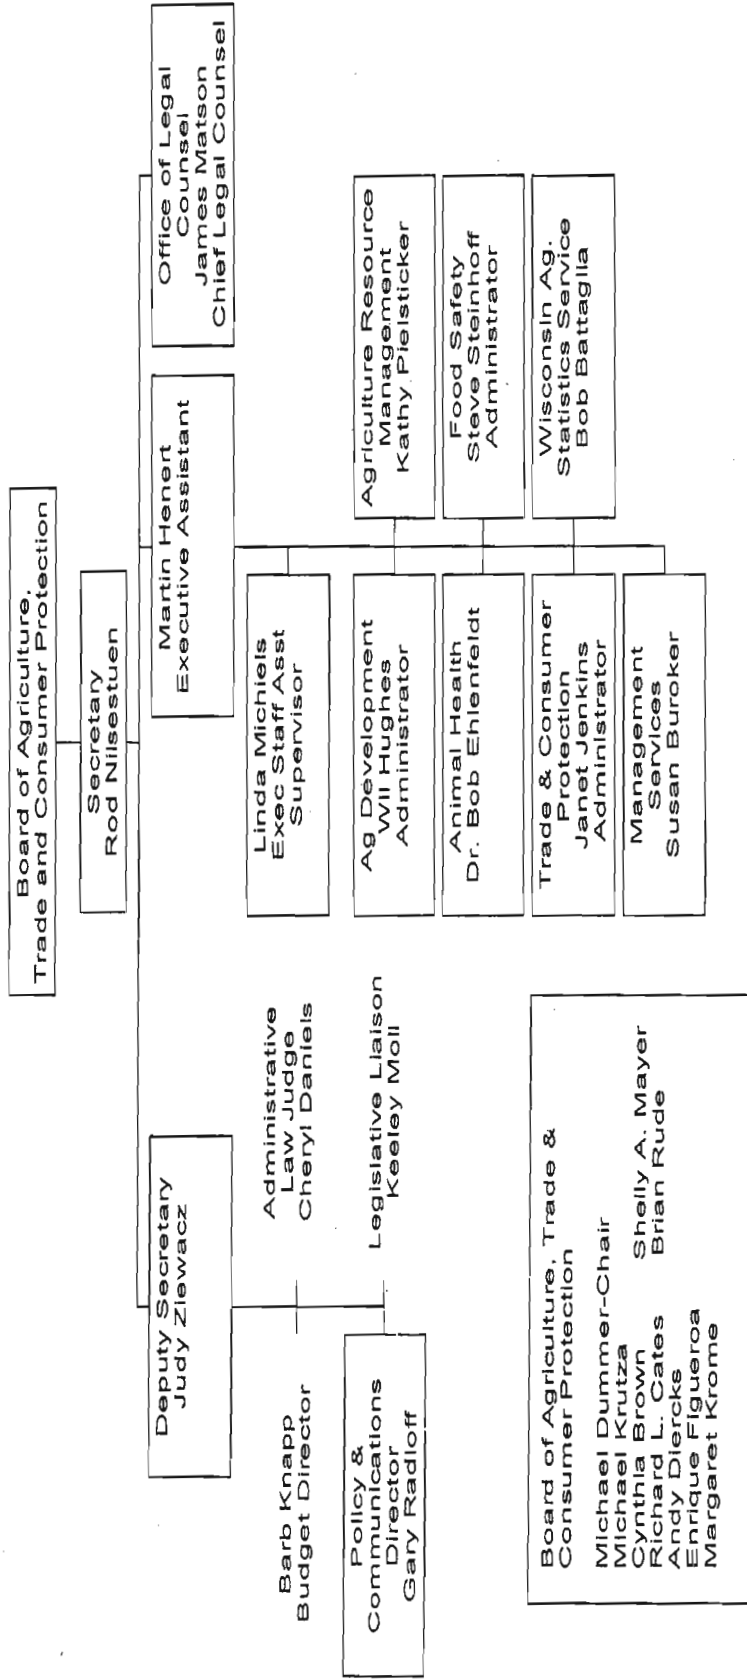 Board of Agriculture,
Trade and Consumer Protection
Secretary
Rod Nilsestuen
Deputy Secretary
Judy Ziewacz
Martin Henert
Executive Assistant
Office of Legal
Counsel
James Matson
Chief Legal Counsel
Barb Knapp
Budget Director
Administrative
Law Judge
Cheryl Daniels
Policy &
Communications
Director
Gary Radloff
Legislative Liaison
Keeley Moll
Linda Michiels
Exec Staff Asst
Supervisor
Ag Development
Wil Hughes
Administrator
Agriculture Resource
Management
Kathy Pielsticker
Animal Health
Dr. Bob Ehlenfeldt
Food Safety
Steve Steinhoff
Administrator
Trade & Consumer
Protection
Janet Jenkins
Administrator
Wisconsin Ag.
Statistics Service
Bob Battaglia
Management
Services
Susan Buroker
Board of Agriculture, Trade &
Consumer Protection
Michael Dummer-Chair
Michael Krutza
Cynthia Brown Shelly A. Mayer
Richard L. Cates Brian Rude
Andy Diercks
Enrique Figueroa
Margaret Krome